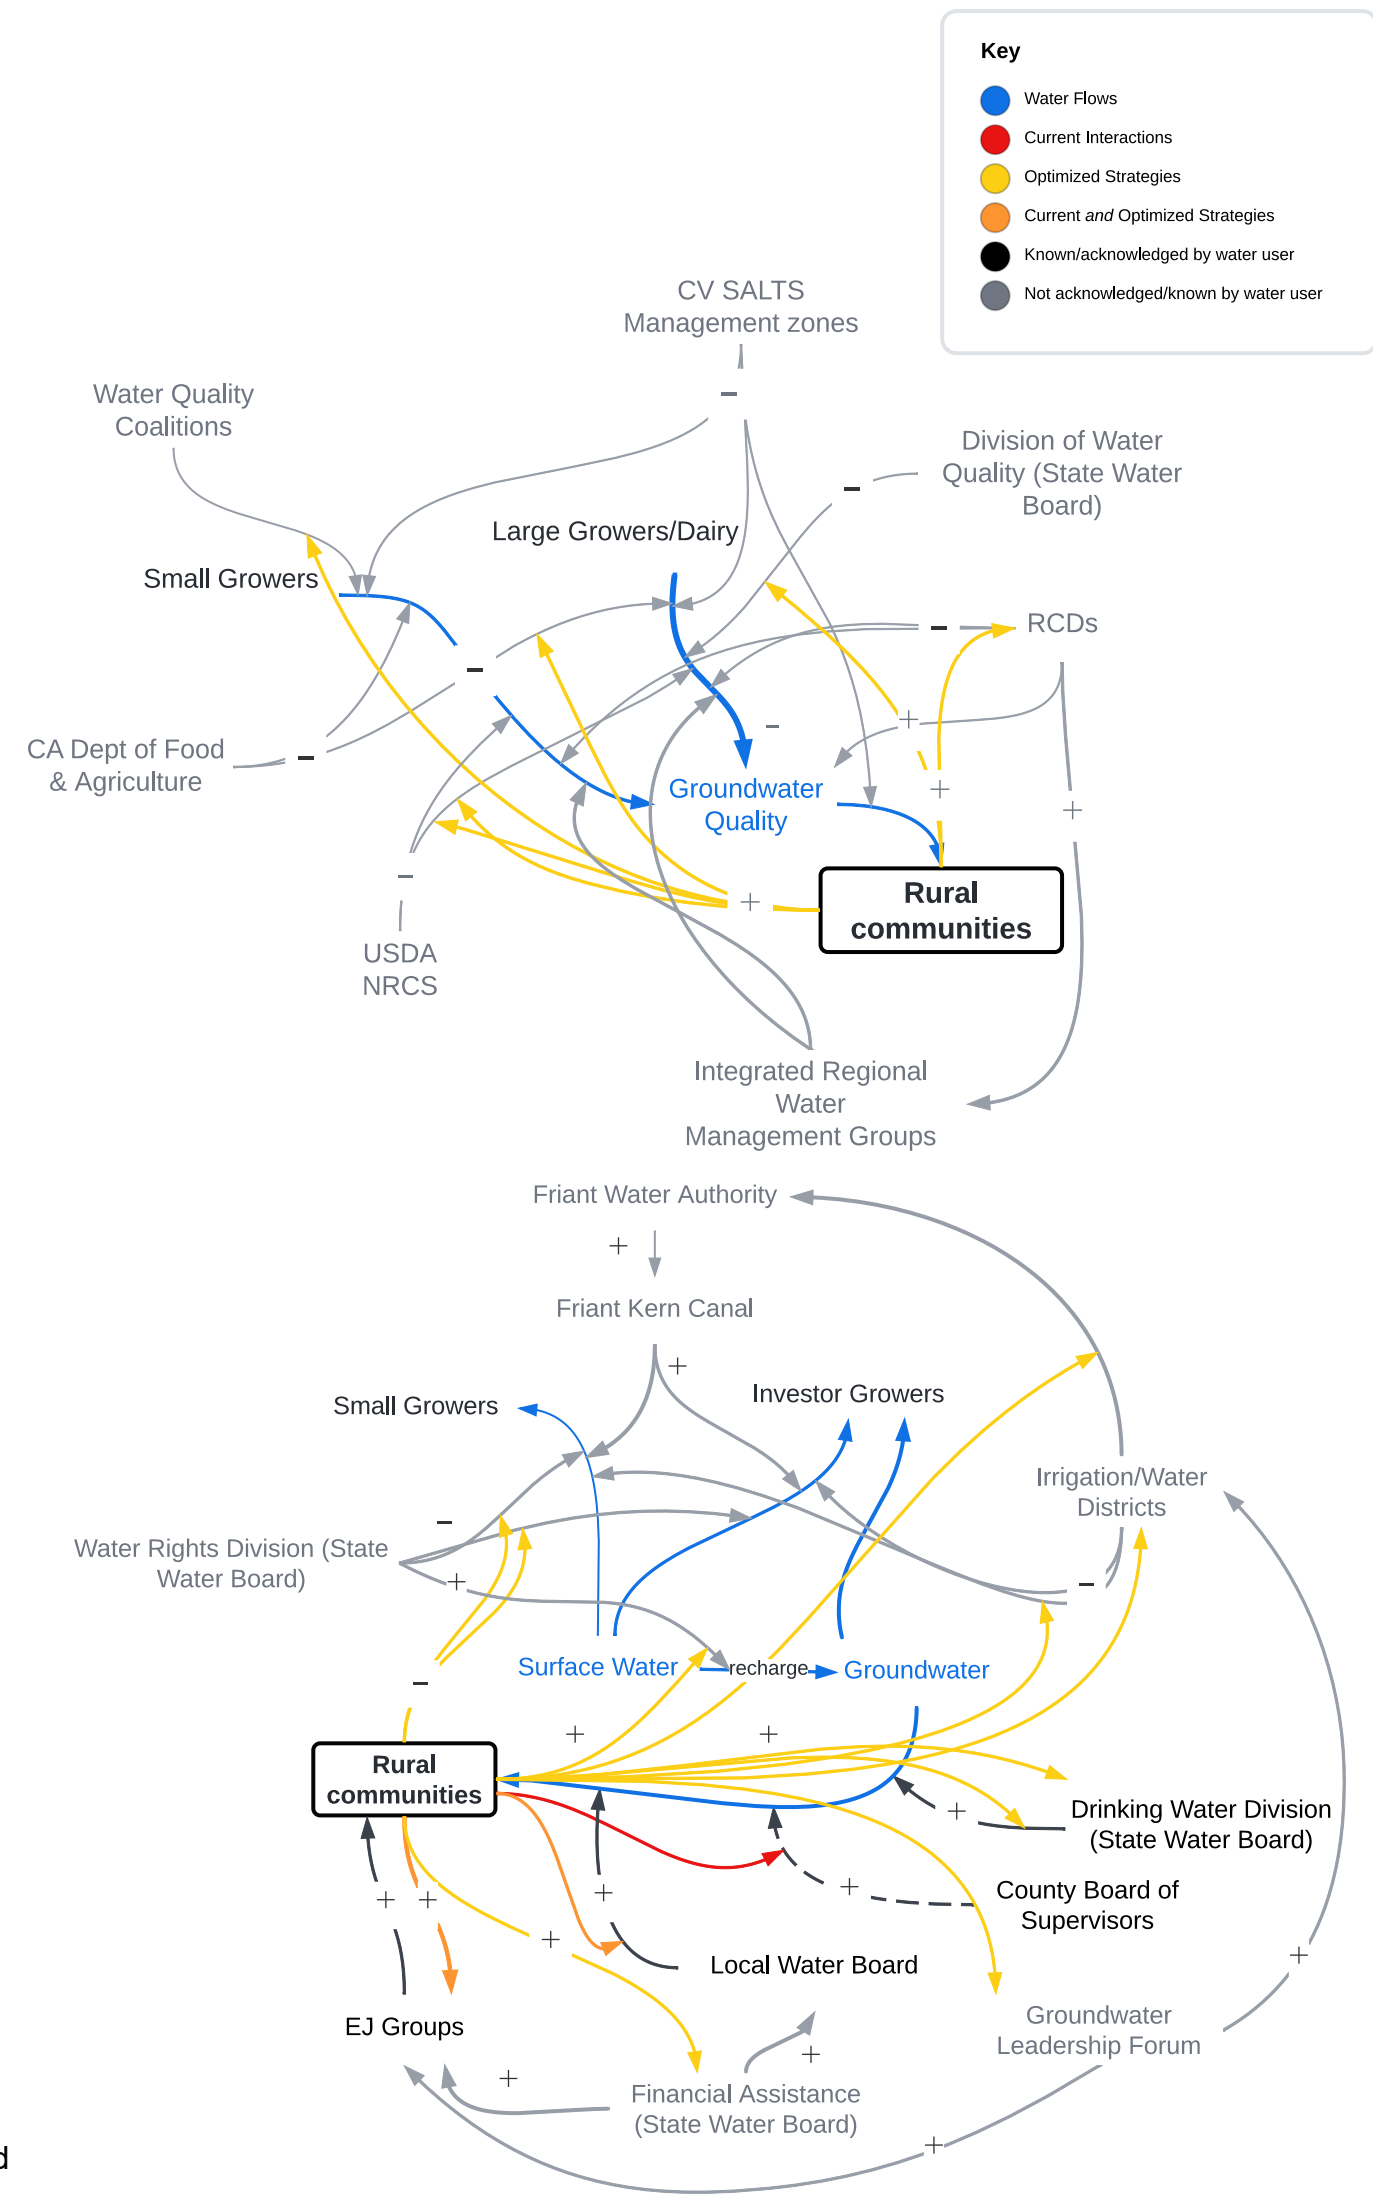 Key
Water Flows
Current Interactions
Optimized Strategies
Current and Optimized Strategies
Known/acknowledged by water user
Not acknowledged/known by water user
CV SALTS
Management zones
−
Water Quality
Coalitions
Division of Water
Quality (State Water
Board)
−
Large Growers/Dairy
Small Growers
RCDs
−
−
+
−
CA Dept of Food
& Agriculture
−
Groundwater
Quality
+
+
−
+
Rural
communities
USDA
NRCS
Integrated Regional
Water
Management Groups
Friant Water Authority
+
Friant Kern Canal
+
Small Growers
Investor Growers
Irrigation/Water
Districts
−
Water Rights Division (State
Water Board)
+
−
Surface Water
recharge
Groundwater
−
+
+
Rural
communities
+
Drinking Water Division
(State Water Board)
+
County Board of
Supervisors
+
+
+
+
Local Water Board
+
EJ Groups
Groundwater
Leadership Forum
+
+
Financial Assistance
(State Water Board)
+
d